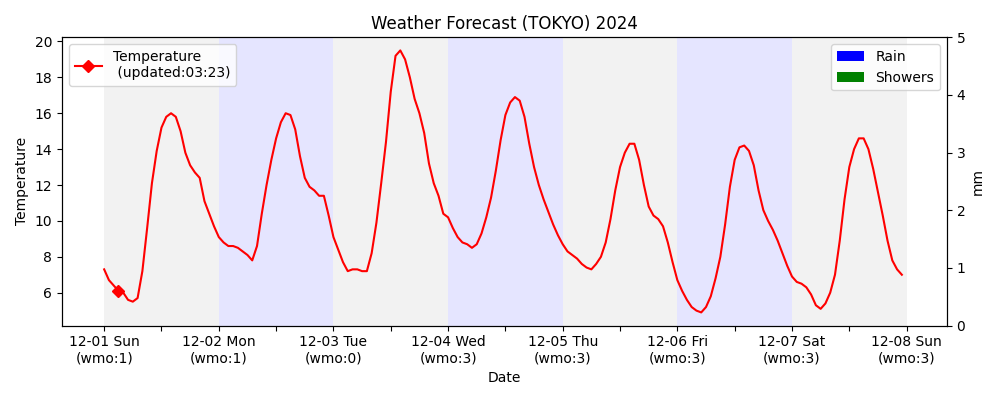 Weather Forecast (TOKYO) 2024
Temperature
(updated:03:23)
Rain
Showers
Temperature
20
18
16
14
12
10
8
6
5
4
3
2
1
0
mm
12-01 Sun 12-02 Mon 12-03 Tue 12-04 Wed 12-05 Thu 12-06 Fri 12-07 Sat 12-08 Sun
(wmo:1) (wmo:1) (wmo:0) (wmo:3) (wmo:3) (wmo:3) (wmo:3) (wmo:3)
Date